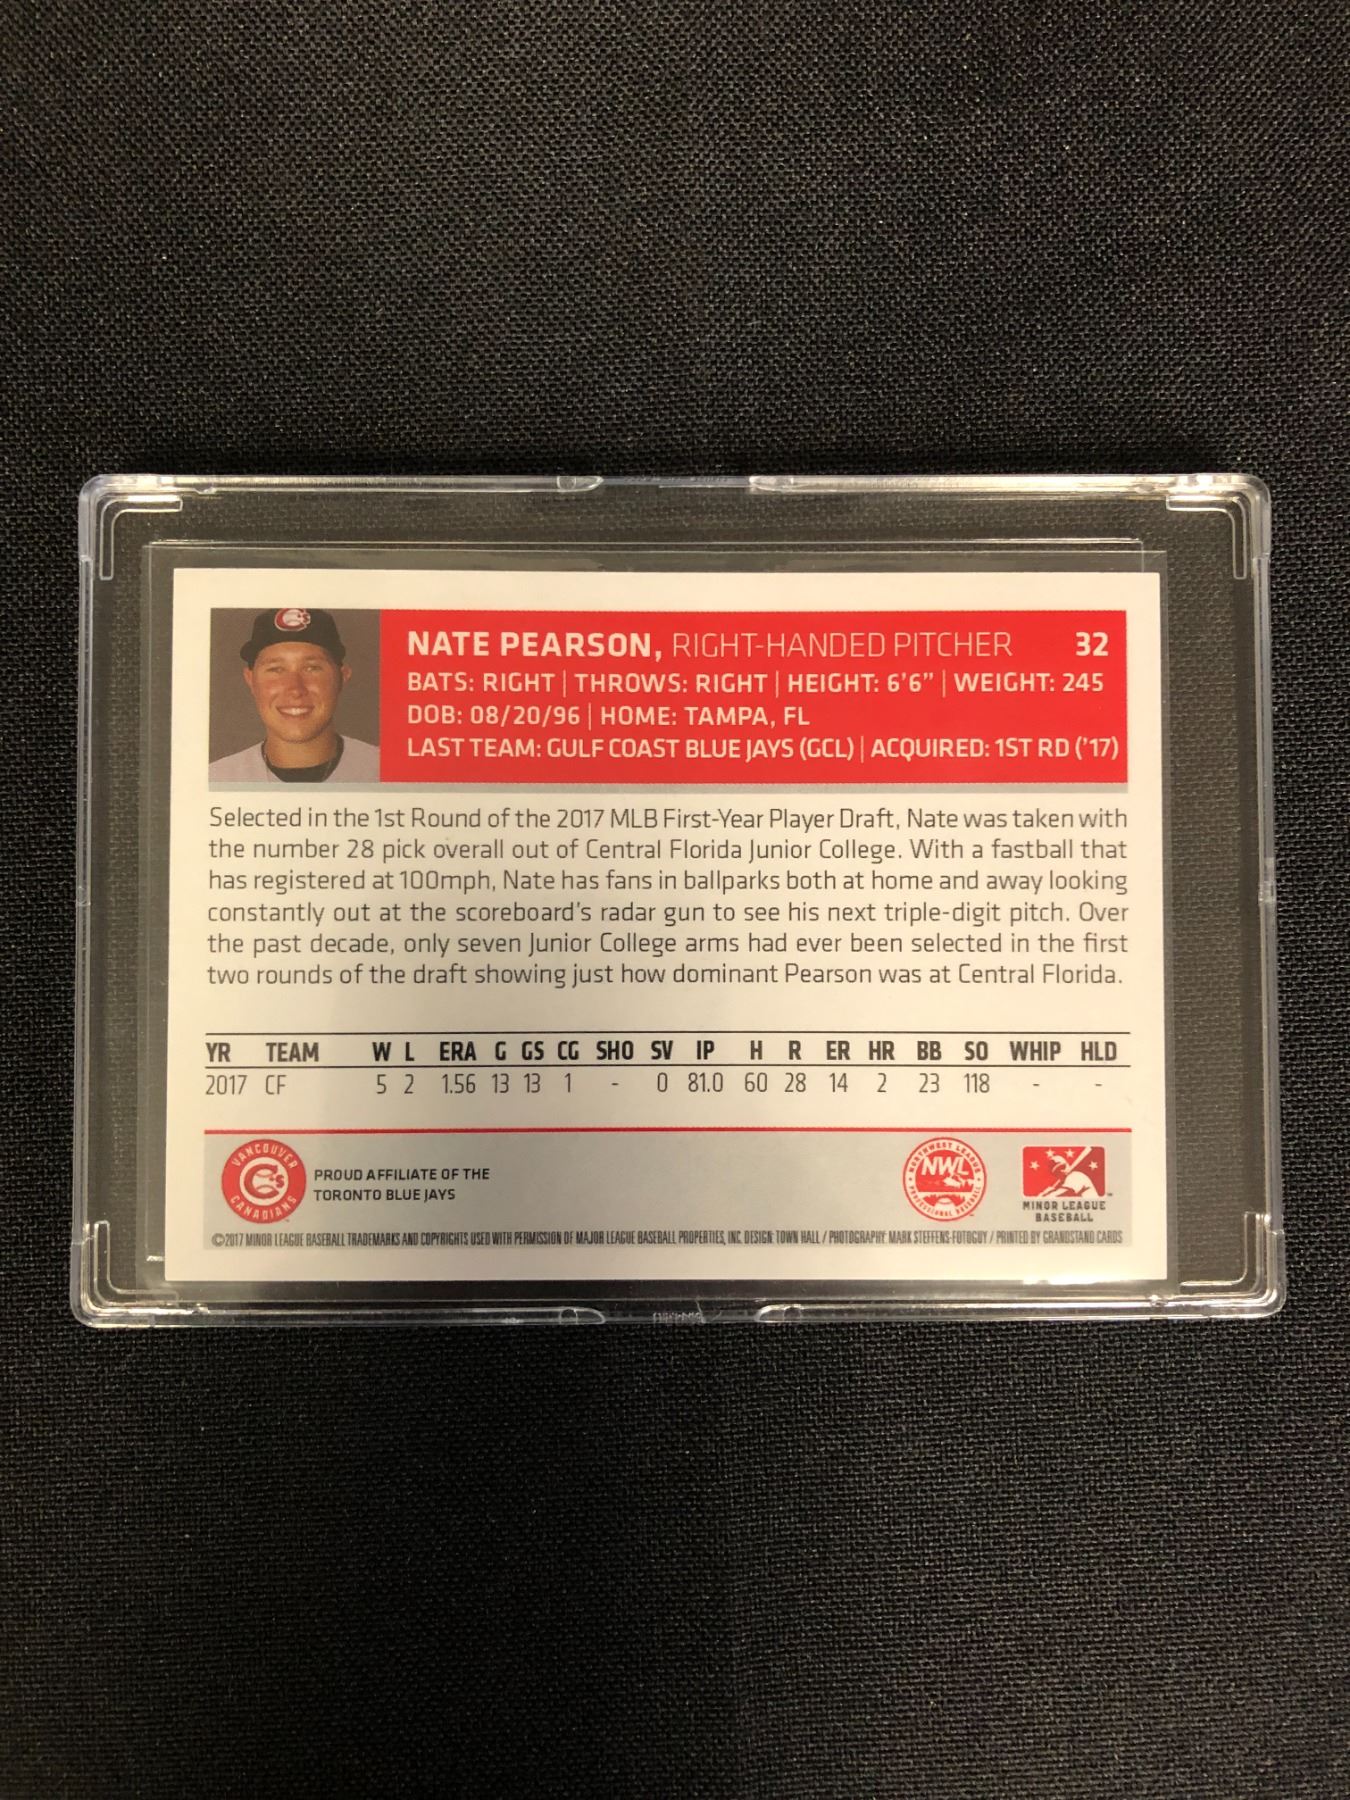 NATE PEARSON, RIGHT-HANDED PITCHER 32
BATS: RIGHT | THROWS: RIGHT | HEIGHT: 6'6" | WEIGHT: 245
DOB: 08/20/96 | HOME: TAMPA, FL
LAST TEAM: GULF COAST BLUE JAYS (GCL) | ACQUIRED: 1ST RD ('17)
Selected in the 1st Round of the 2017 MLB First-Year Player Draft, Nate was taken with
the number 28 pick overall out of Central Florida Junior College. With a fastball that
has registered at 100mph, Nate has fans in ballparks both at home and away looking
constantly out at the scoreboard's radar gun to see his next triple-digit pitch. Over
the past decade, only seven Junior College arms had ever been selected in the first
two rounds of the draft showing just how dominant Pearson was at Central Florida.
YR TEAM W L ERA G GS CG SHO SV IP H R ER HR BB SO WHIP HLD
2017 CF 5 2 1.56 13 13 1 - 0 81.0 60 28 14 2 23 118 - -
VANCOUVER
C's
CANADIANS
PROUD AFFILIATE OF THE
TORONTO BLUE JAYS
NORTHWEST LEAGUE
NWL
PROFESSIONAL BASEBALL
MINOR LEAGUE
BASEBALL
©2017 MINOR LEAGUE BASEBALL TRADEMARKS AND COPYRIGHTS USED WITH PERMISSION OF MAJOR LEAGUE BASEBALL PROPERTIES, INC. DESIGN: TOWN HALL / PHOTOGRAPHY: MARK STEFFENS-FOTOGUY / PRINTED BY GRANDSTAND CARDS